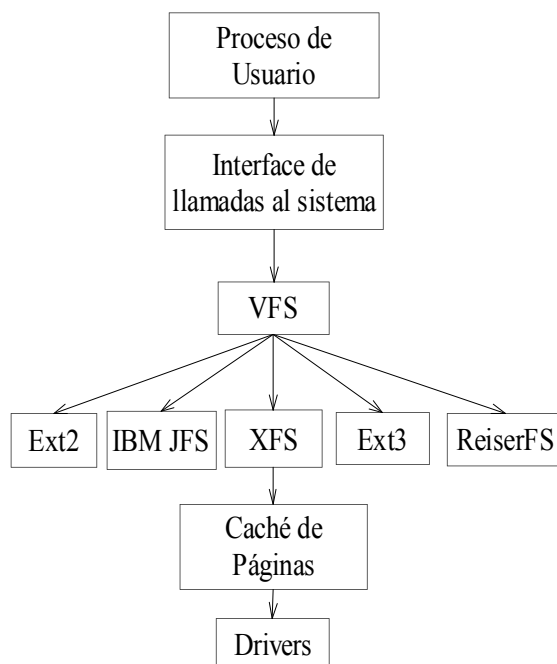 Proceso de
Usuario
Interface de
llamadas al sistema
VFS
Ext2
IBM JFS
XFS
Ext3
ReiserFS
Caché de
Páginas
Drivers